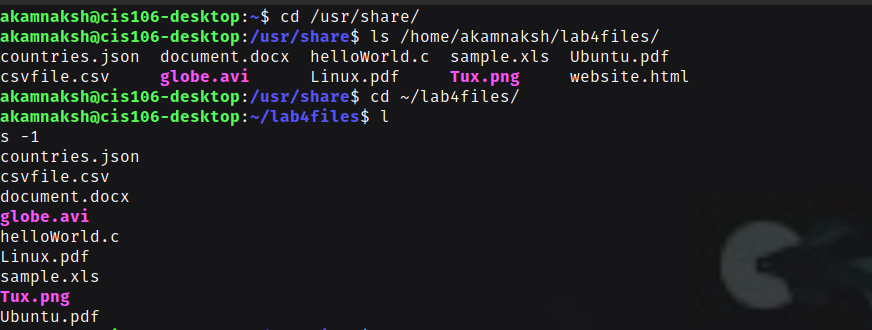 akamnaksh@cis106-desktop:~$ cd /usr/share/
akamnaksh@cis106-desktop:/usr/share$ ls /home/akamnaksh/lab4files/
countries.json  document.docx  helloWorld.c  sample.xls  Ubuntu.pdf
csvfile.csv     globe.avi      Linux.pdf     Tux.png     website.html
akamnaksh@cis106-desktop:/usr/share$ cd ~/lab4files/
akamnaksh@cis106-desktop:~/lab4files$ l
s -1
countries.json
csvfile.csv
document.docx
globe.avi
helloWorld.c
Linux.pdf
sample.xls
Tux.png
Ubuntu.pdf